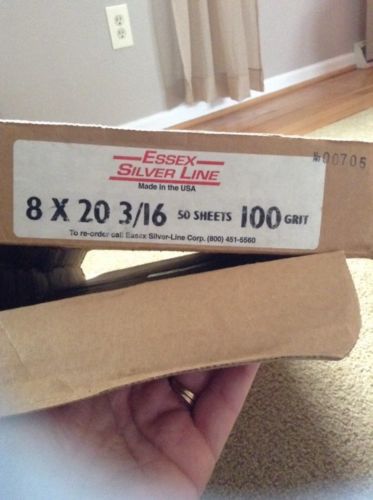 ESSEX
SILVER LINE
Made in the USA
8 X 20 3/16 50 SHEETS 100 GRIT
To re-order call Essex Silver-Line Corp. (800) 451-5560
№ 00705